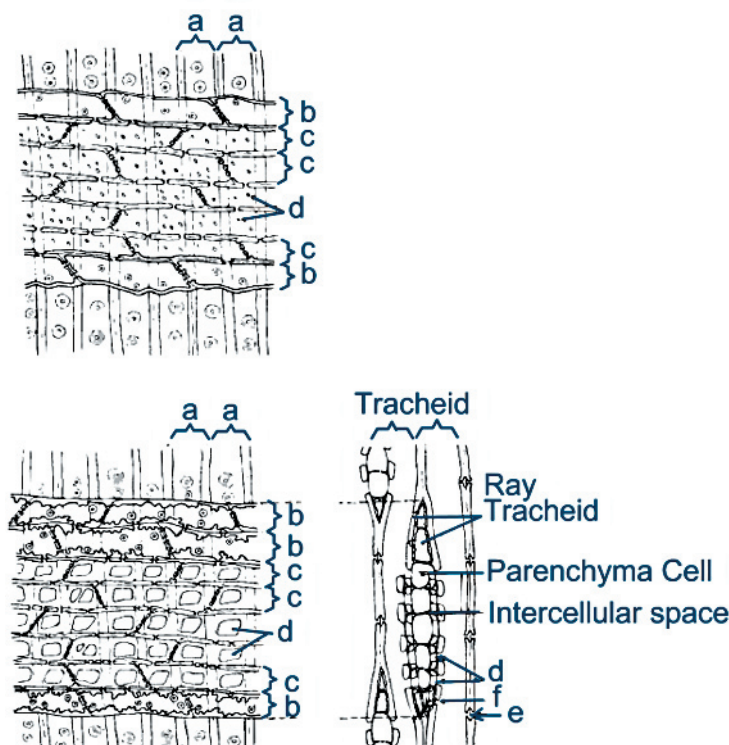 a a
b
c
c
d
c
b
a a
b
b
c
c
d
c
b
Tracheid
Ray
Tracheid
Parenchyma Cell
Intercellular space
d
f
e